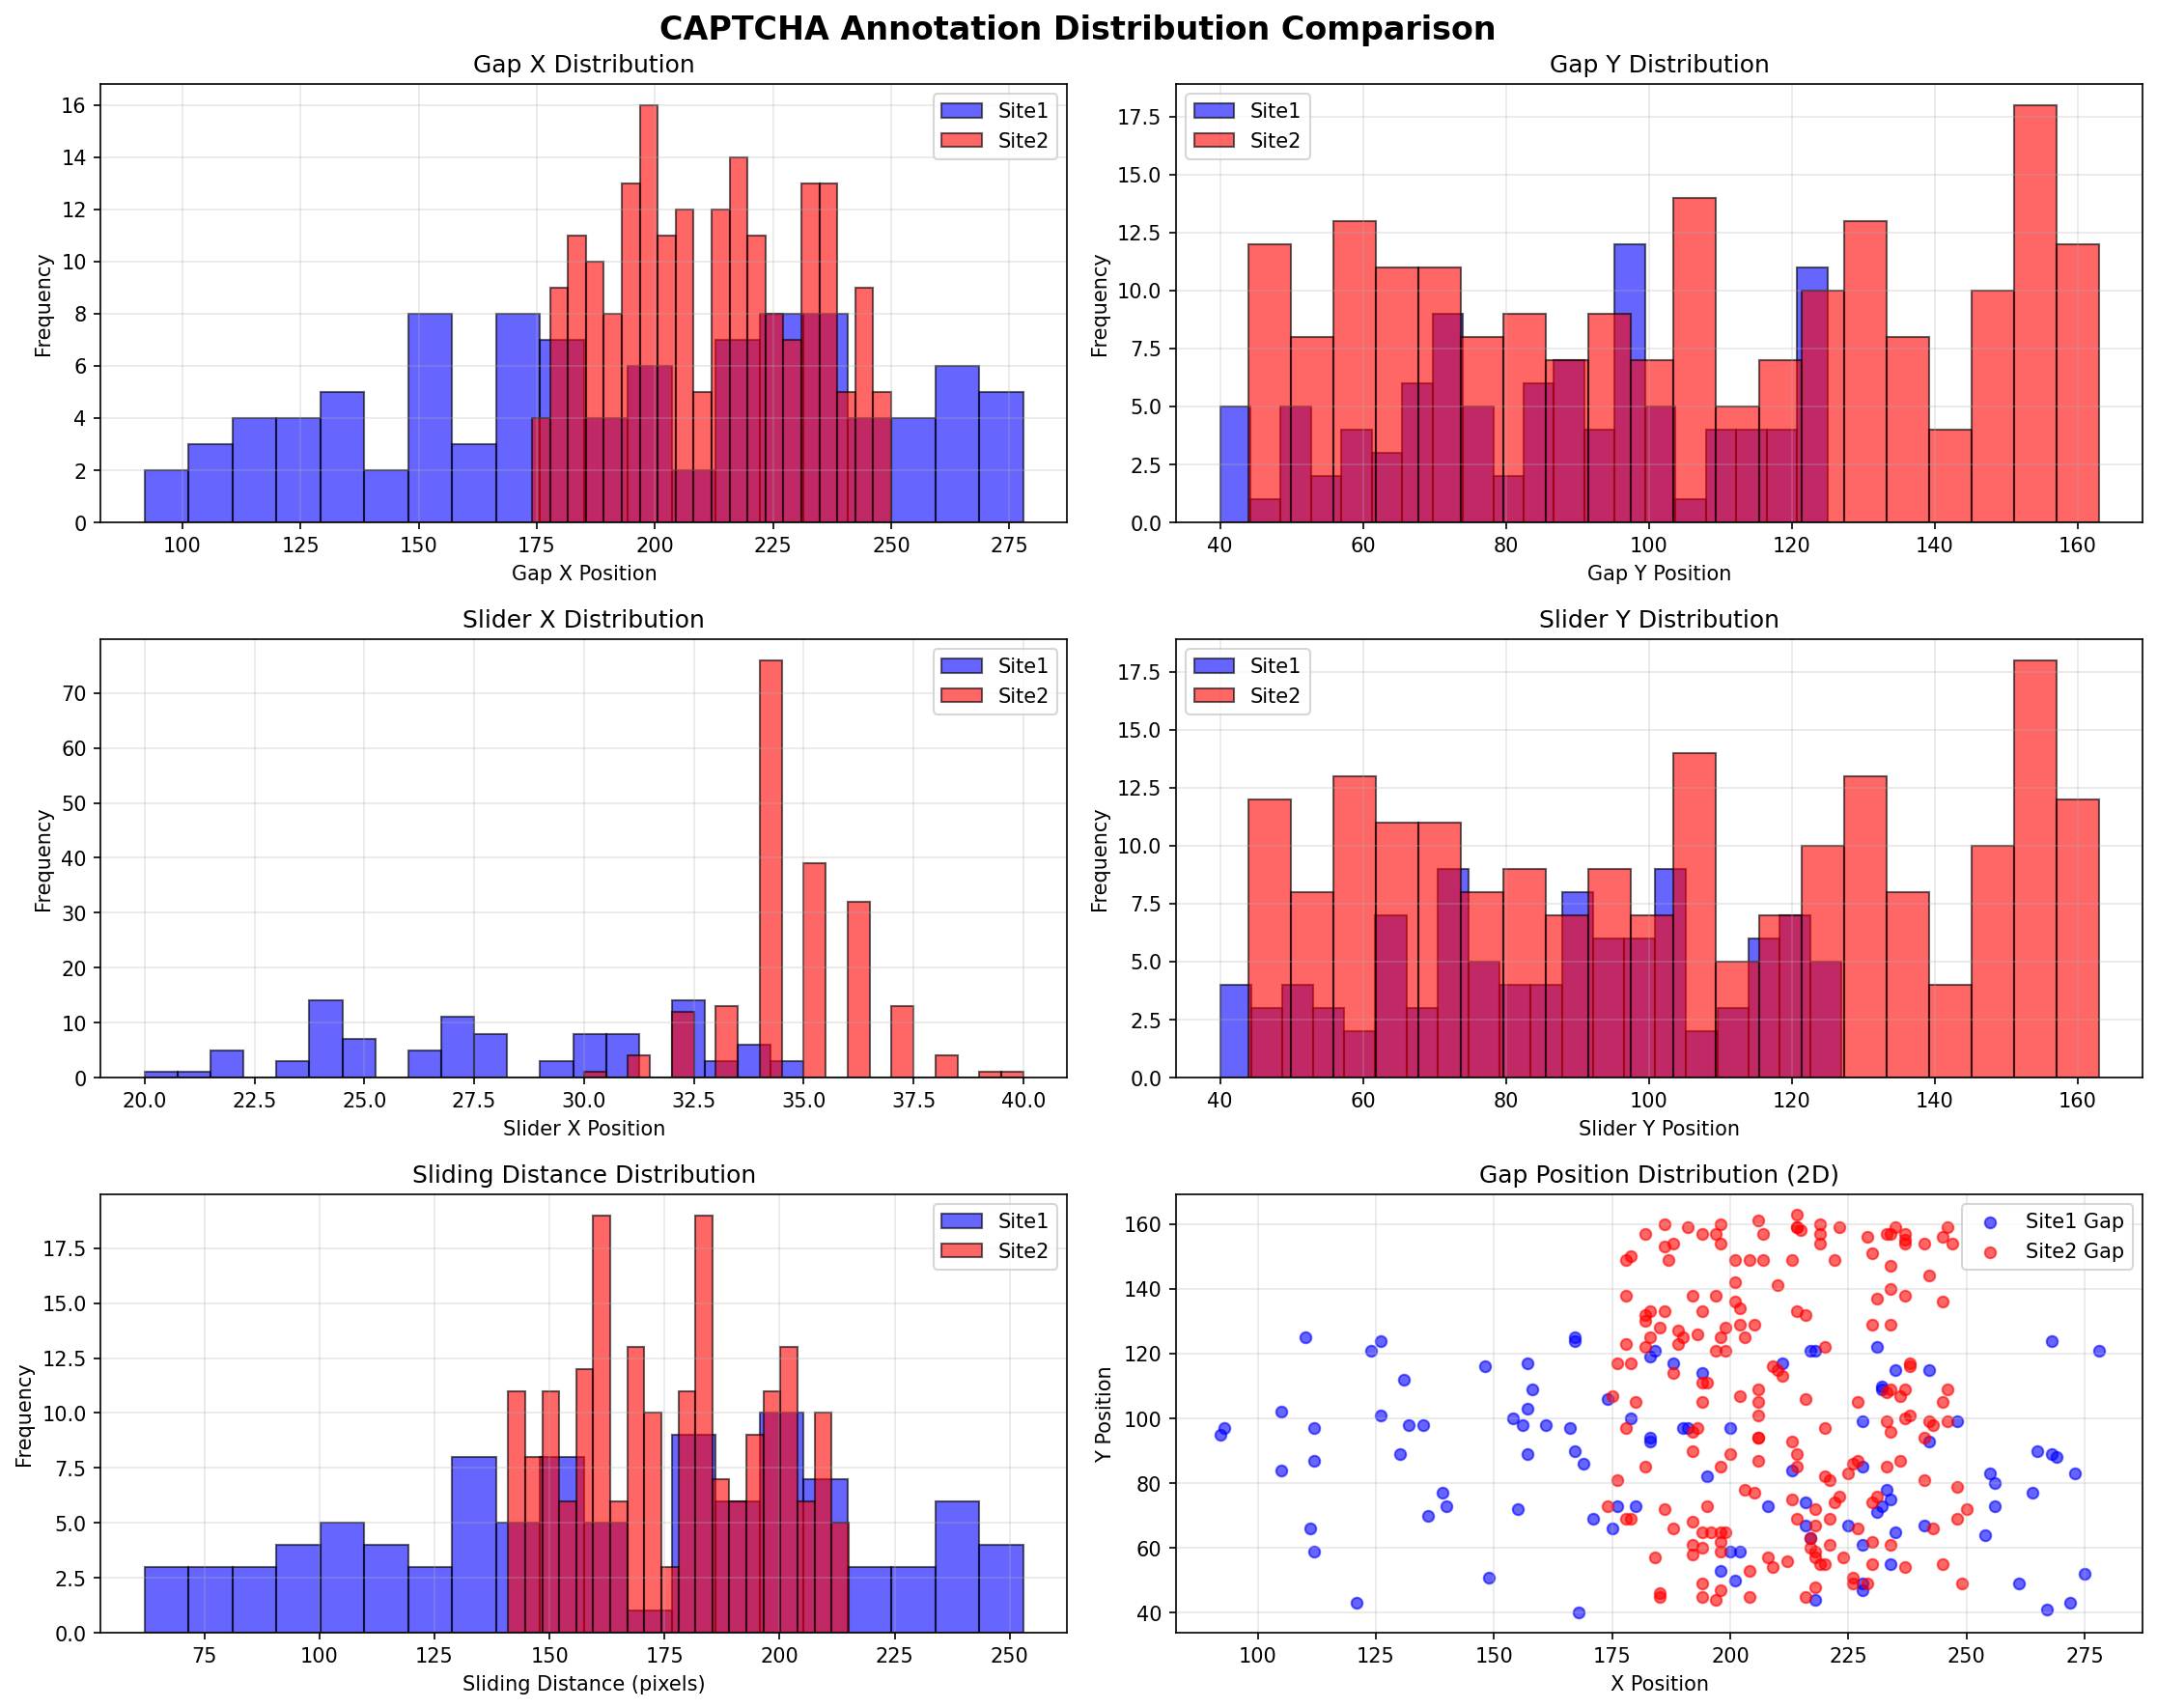 CAPTCHA Annotation Distribution Comparison
Gap X Distribution
Site1
Site2
16
14
12
10
8
6
4
2
0
Frequency
100 125 150 175 200 225 250 275
Gap X Position
Gap Y Distribution
Site1
Site2
17.5
15.0
12.5
10.0
7.5
5.0
2.5
0.0
Frequency
40 60 80 100 120 140 160
Gap Y Position
Slider X Distribution
Site1
Site2
70
60
50
40
30
20
10
0
Frequency
20.0 22.5 25.0 27.5 30.0 32.5 35.0 37.5 40.0
Slider X Position
Slider Y Distribution
Site1
Site2
17.5
15.0
12.5
10.0
7.5
5.0
2.5
0.0
Frequency
40 60 80 100 120 140 160
Slider Y Position
Sliding Distance Distribution
Site1
Site2
17.5
15.0
12.5
10.0
7.5
5.0
2.5
0.0
Frequency
75 100 125 150 175 200 225 250
Sliding Distance (pixels)
Gap Position Distribution (2D)
Site1 Gap
Site2 Gap
160
140
120
100
80
60
40
Y Position
100 125 150 175 200 225 250 275
X Position